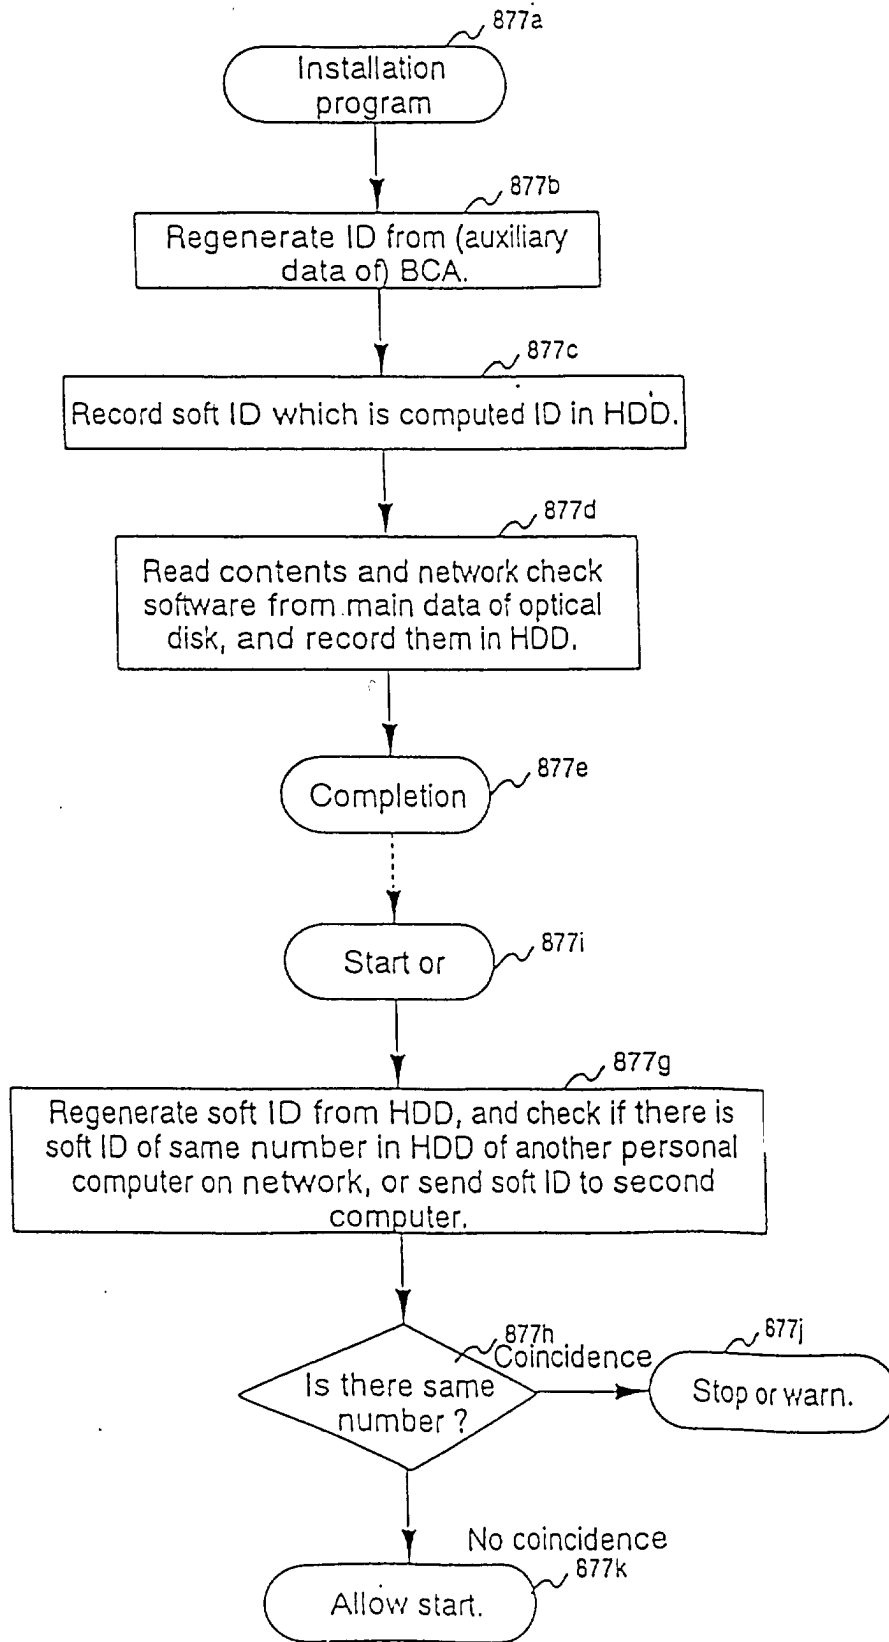 877a
Installation
program
877b
Regenerate ID from (auxiliary
data of) BCA.
877c
Record soft ID which is computed ID in HDD.
877d
Read contents and network check
software from main data of optical
disk, and record them in HDD.
877e
Completion
877i
Start or
877g
Regenerate soft ID from HDD, and check if there is
soft ID of same number in HDD of another personal
computer on network, or send soft ID to second
computer.
877h
Coincidence
Is there same
number ?
877j
Stop or warn.
No coincidence
877k
Allow start.